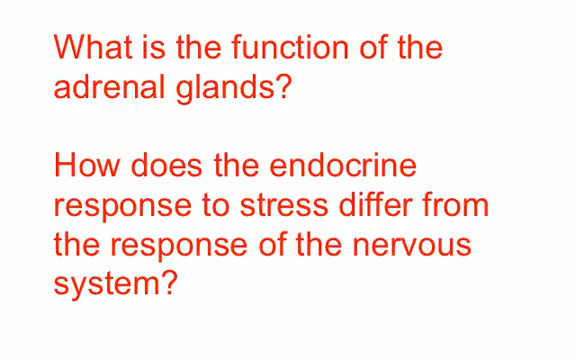 What is the function of the
adrenal glands?
How does the endocrine
response to stress differ from
the response of the nervous
system?